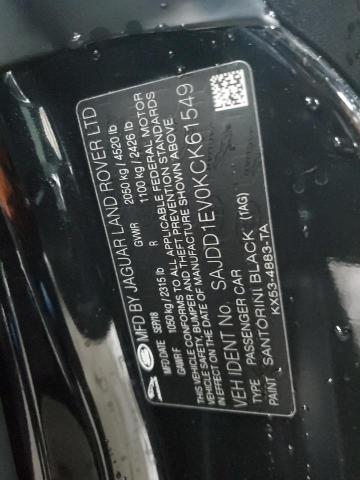 MFD BY JAGUAR LAND ROVER LTD
MFD DATE SEP/18 GVWR 2050 kg / 4520 lb
GAWR F 1050 kg / 2315 lb R 1100 kg / 2426 lb
THIS VEHICLE CONFORMS TO ALL APPLICABLE FEDERAL MOTOR
VEHICLE SAFETY, BUMPER AND THEFT PREVENTION STANDARDS
IN EFFECT ON THE DATE OF MANUFACTURE SHOWN ABOVE.
VEH IDENT NO. SAJDD1EV0KCK61549
TYPE PASSENGER CAR
PAINT SANTORINI BLACK (1AG)
KX53-4883-TA